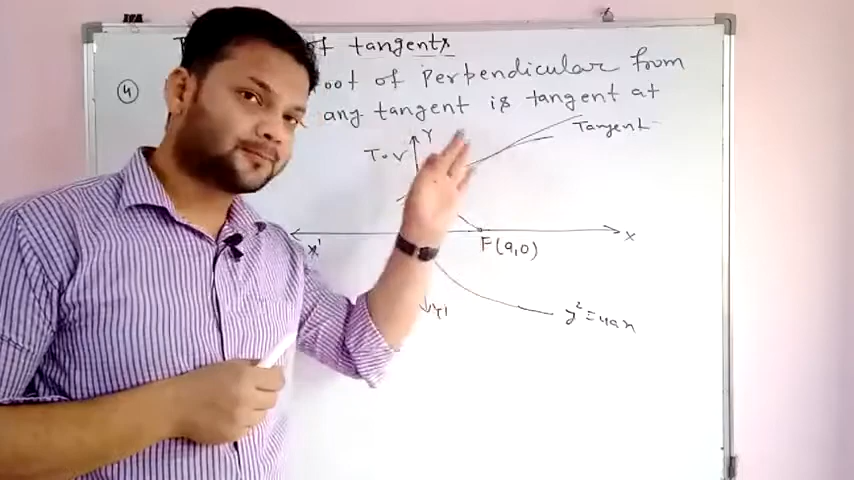 of tangents
(4) oot of Perpendicular from
any tangent is tangent at
Y
Tangent
T.V
X' X
F(a,0)
Y'
y² = 4ax